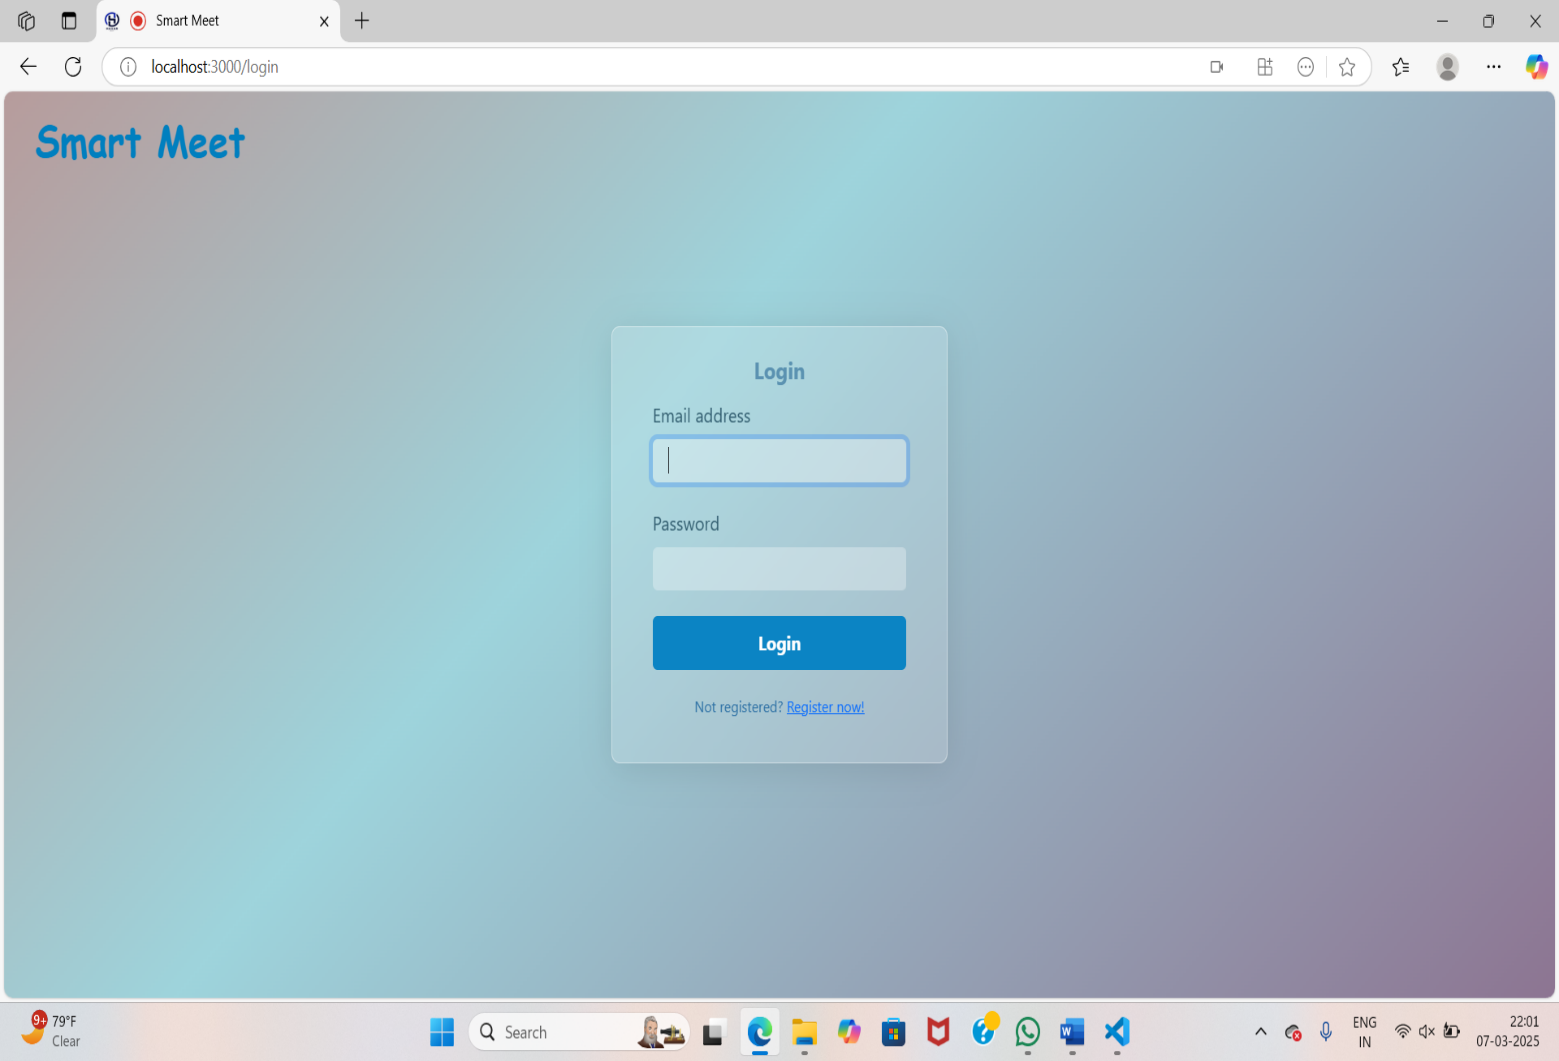 Smart Meet
localhost:3000/login
Smart Meet
Login
Email address
Password
Login
Not registered? Register now!
9+
79°F
Clear
Search
ENG
IN
22:01
07-03-2025